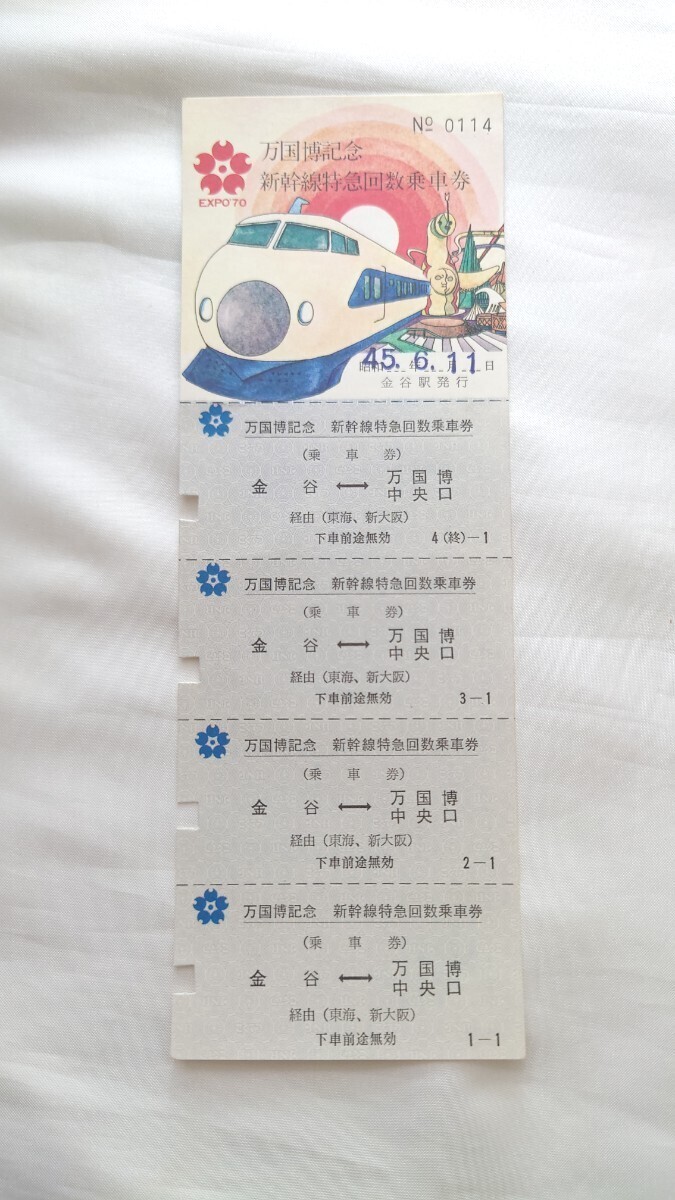 № 0114
万国博記念
新幹線特急回数乗車券
EXPO'70
45. 6. 11
昭和 年 月 日
金谷駅発行
万国博記念 新幹線特急回数乗車券
(乗 車 券)
金 谷 ⟷ 万国博中央口
経由(東海、新大阪)
下車前途無効 4(終)-1
万国博記念 新幹線特急回数乗車券
(乗 車 券)
金 谷 ⟷ 万国博中央口
経由(東海、新大阪)
下車前途無効 3-1
万国博記念 新幹線特急回数乗車券
(乗 車 券)
金 谷 ⟷ 万国博中央口
経由(東海、新大阪)
下車前途無効 2-1
万国博記念 新幹線特急回数乗車券
(乗 車 券)
金 谷 ⟷ 万国博中央口
経由(東海、新大阪)
下車前途無効 1-1